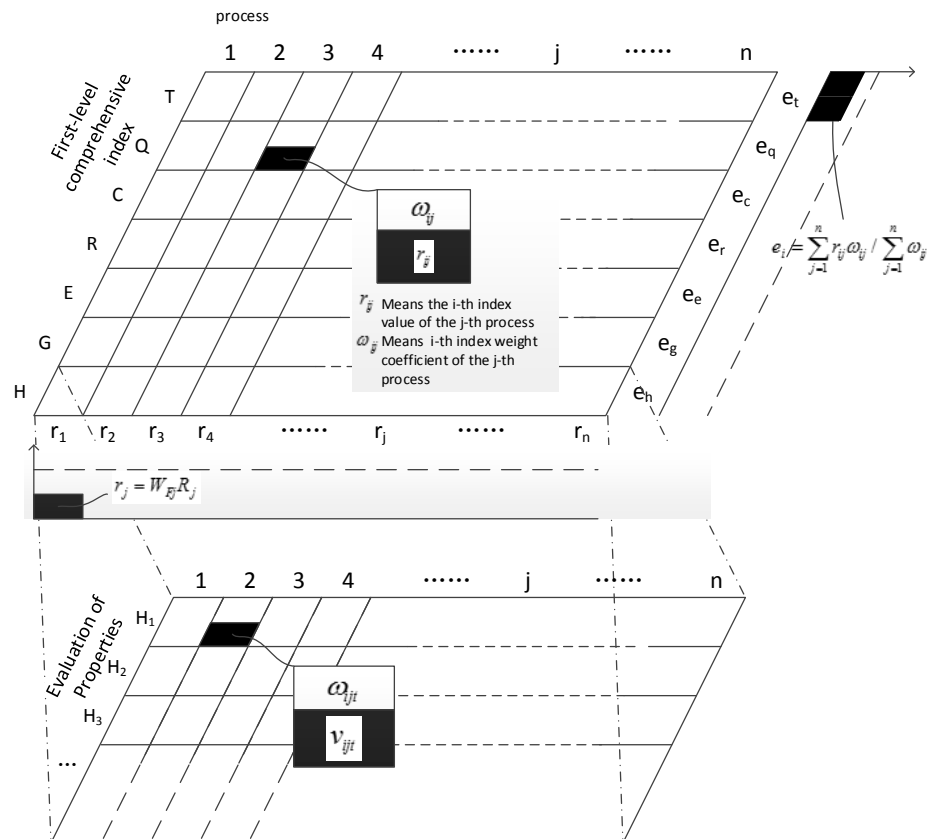 process
1 2 3 4 …… j …… n
First-level
comprehensive
index
T
Q
C
R
E
G
H
e_t
e_q
e_c
e_r
e_e
e_g
e_h
ω_ij
r_ij
r_ij Means the i-th index
value of the j-th process
ω_ij Means i-th index weight
coefficient of the j-th
process
e_i = ∑_{j=1}^{n} r_ij ω_ij / ∑_{j=1}^{n} ω_ij
r_1 r_2 r_3 r_4 …… r_j …… r_n
r_j = W_Fj R_j
1 2 3 4 …… j …… n
Evaluation of
Properties
H_1
H_2
H_3
...
ω_ijt
v_ijt